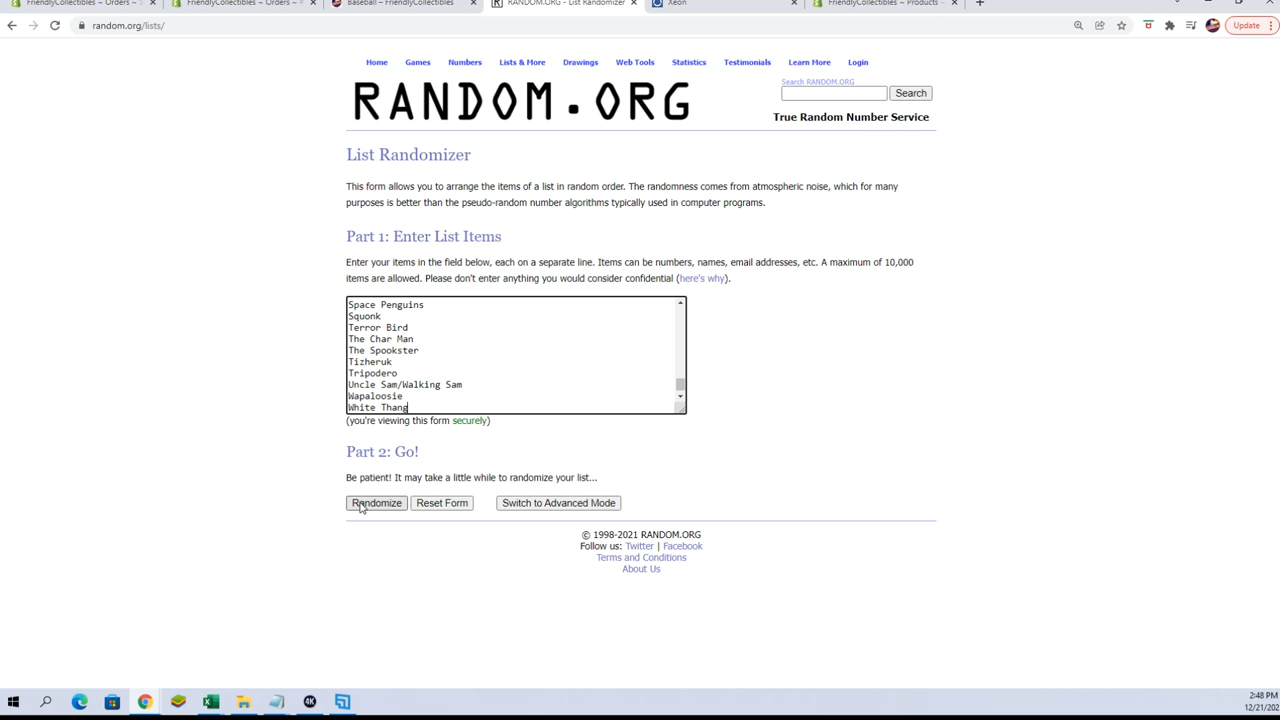 FriendlyCollectibles ~ Orders ~ S
FriendlyCollectibles ~ Orders ~
Baseball – FriendlyCollectibles
RANDOM.ORG - List Randomizer
Xeon
FriendlyCollectibles ~ Products ~
random.org/lists/
Update
Home Games Numbers Lists & More Drawings Web Tools Statistics Testimonials Learn More Login
RANDOM.ORG
Search RANDOM.ORG
Search
True Random Number Service
List Randomizer
This form allows you to arrange the items of a list in random order. The randomness comes from atmospheric noise, which for many
purposes is better than the pseudo-random number algorithms typically used in computer programs.
Part 1: Enter List Items
Enter your items in the field below, each on a separate line. Items can be numbers, names, email addresses, etc. A maximum of 10,000
items are allowed. Please don't enter anything you would consider confidential (here's why).
Space Penguins
Squonk
Terror Bird
The Char Man
The Spookster
Tizheruk
Tripodero
Uncle Sam/Walking Sam
Wapaloosie
White Thang
(you're viewing this form securely)
Part 2: Go!
Be patient! It may take a little while to randomize your list...
Randomize Reset Form Switch to Advanced Mode
© 1998-2021 RANDOM.ORG
Follow us: Twitter | Facebook
Terms and Conditions
About Us
4K
2:48 PM
12/21/202